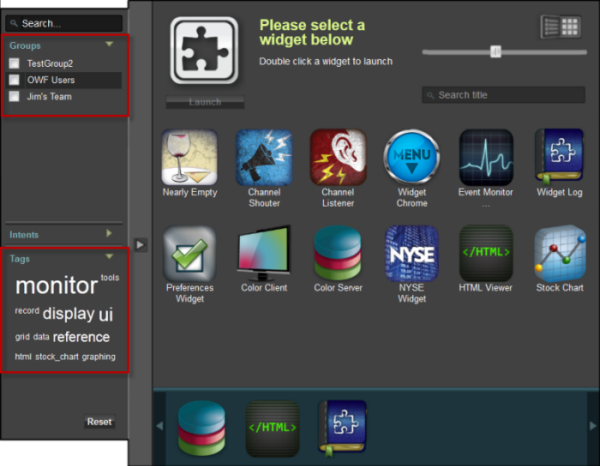 Search...
Groups
TestGroup2
OWF Users
Jim's Team
Intents
Tags
monitor tools
record display ui
grid data reference
html stock_chart graphing
Reset
Please select a
widget below
Double click a widget to launch
Launch
Search title
Nearly Empty
Channel
Shouter
Channel
Listener
MENU
Widget
Chrome
Event Monitor
...
Widget Log
Preferences
Widget
Color Client
Color Server
NYSE
NYSE
Widget
</HTML>
HTML Viewer
Stock Chart
</HTML>